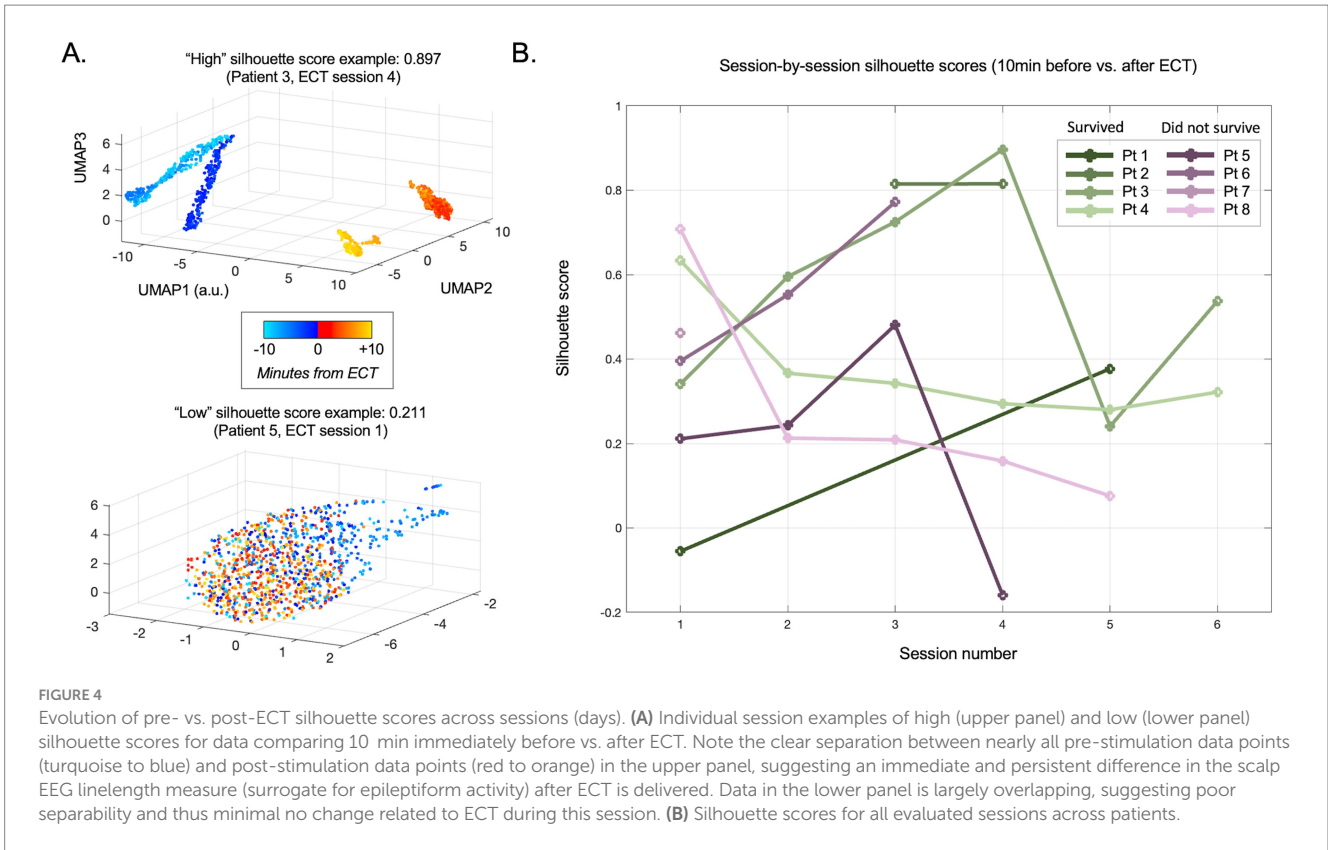 A.
"High" silhouette score example: 0.897
(Patient 3, ECT session 4)
UMAP3
6
4
2
0
-10
-5
0
5
10
UMAP1 (a.u.)
-5
0
5
10
UMAP2
-10 0 +10
Minutes from ECT
"Low" silhouette score example: 0.211
(Patient 5, ECT session 1)
6
4
2
0
-3
-2
-1
0
1
2
-6
-4
-2
B.
Session-by-session silhouette scores (10min before vs. after ECT)
Survived Did not survive
Pt 1 Pt 5
Pt 2 Pt 6
Pt 3 Pt 7
Pt 4 Pt 8
Silhouette score
1
0.8
0.6
0.4
0.2
0
-0.2
1 2 3 4 5 6
Session number
FIGURE 4
Evolution of pre- vs. post-ECT silhouette scores across sessions (days). (A) Individual session examples of high (upper panel) and low (lower panel)
silhouette scores for data comparing 10 min immediately before vs. after ECT. Note the clear separation between nearly all pre-stimulation data points
(turquoise to blue) and post-stimulation data points (red to orange) in the upper panel, suggesting an immediate and persistent difference in the scalp
EEG linelength measure (surrogate for epileptiform activity) after ECT is delivered. Data in the lower panel is largely overlapping, suggesting poor
separability and thus minimal no change related to ECT during this session. (B) Silhouette scores for all evaluated sessions across patients.